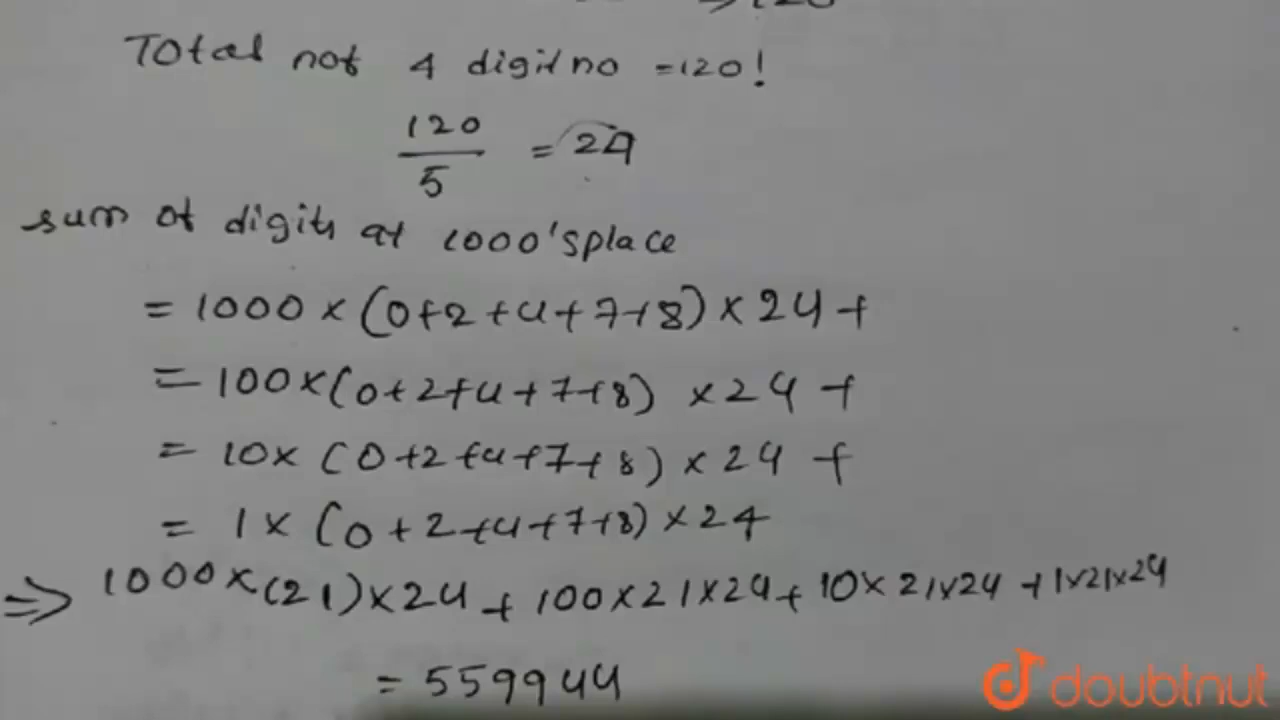 Total not 4 digit no = 120!
120
5
= 24
sum of digits at 1000's place
= 1000 × (0+2+4+7+8) × 24 +
= 100 × (0+2+4+7+8) × 24 +
= 10 × (0+2+4+7+8) × 24 +
= 1 × (0+2+4+7+8) × 24
⇒ 1000 × (21) × 24 + 100 × 21 × 24 + 10 × 21 × 24 + 1 × 21 × 24
= 559944
doubtnut